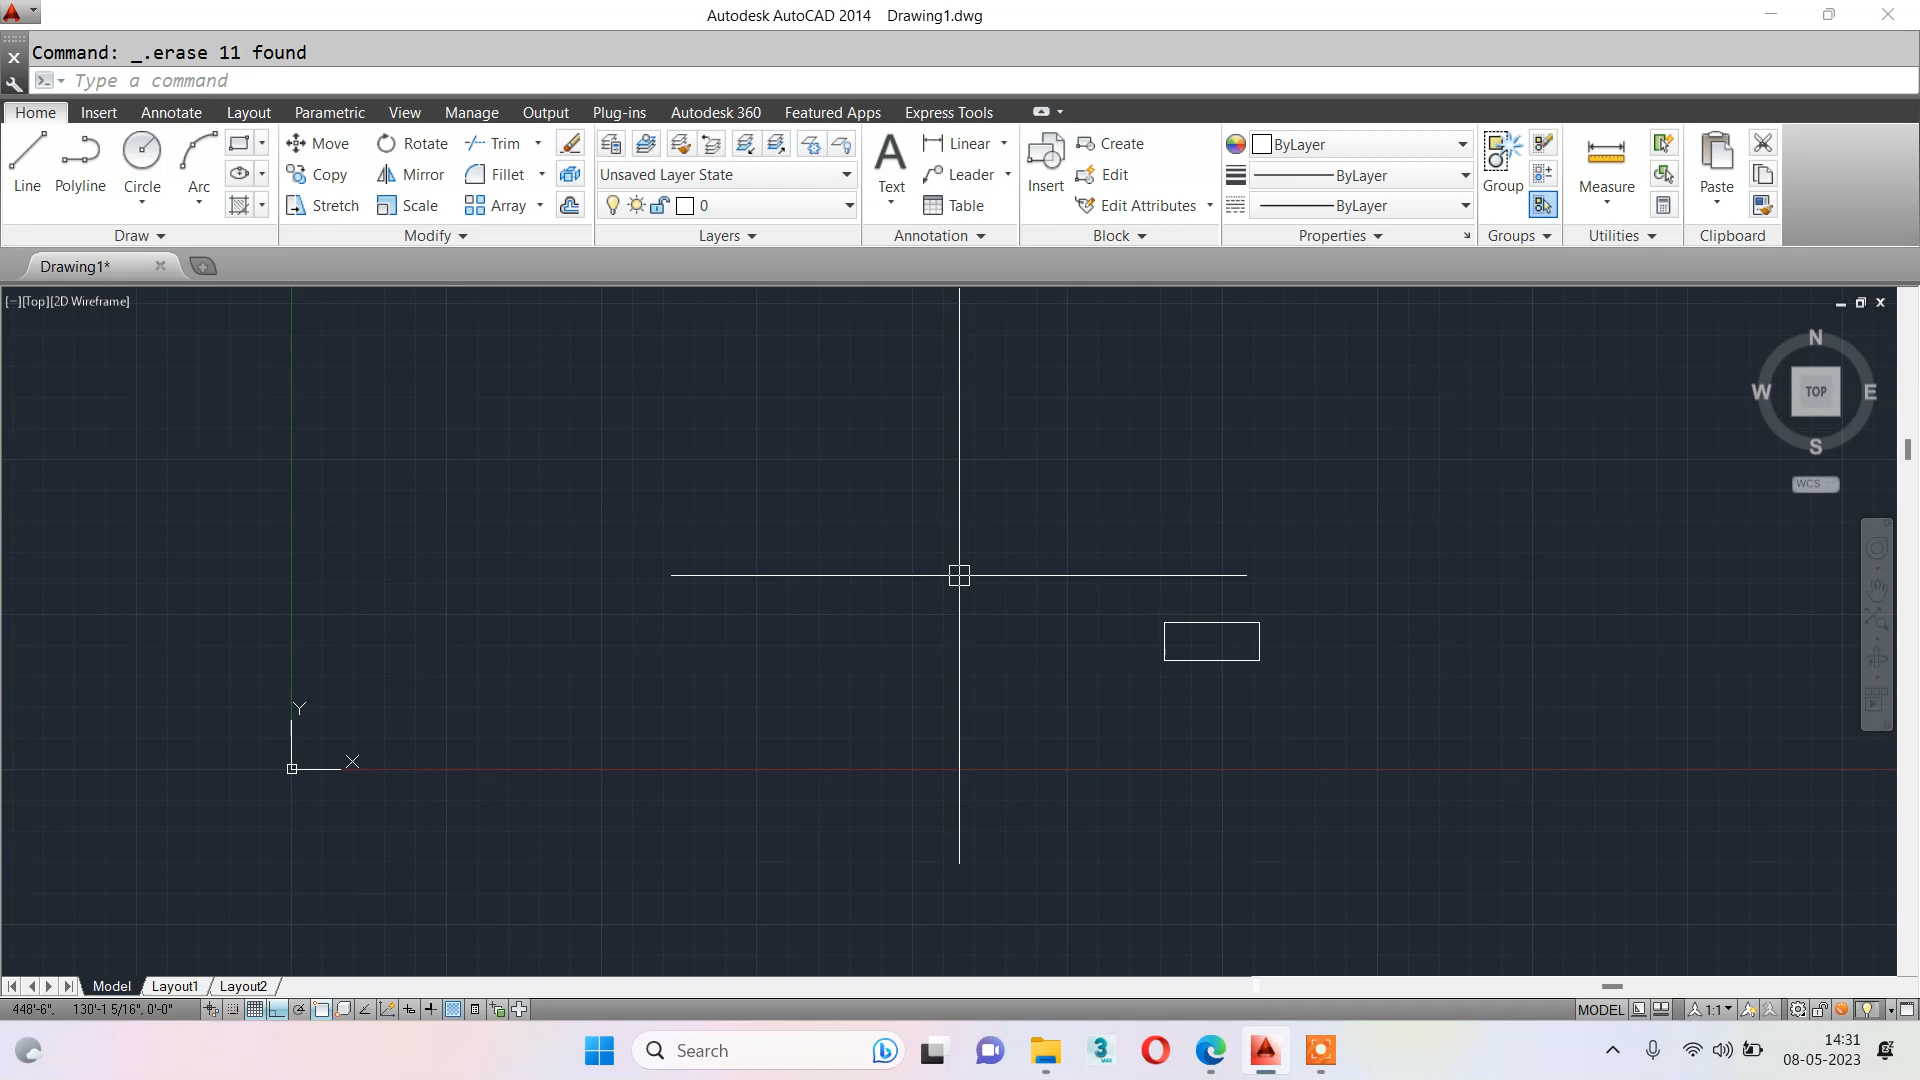 Autodesk AutoCAD 2014 Drawing1.dwg
Command: _.erase 11 found
Type a command
Home Insert Annotate Layout Parametric View Manage Output Plug-ins Autodesk 360 Featured Apps Express Tools
Line
Polyline
Circle
Arc
Draw
Move Rotate Trim
Copy Mirror Fillet
Stretch Scale Array
Modify
Unsaved Layer State
0
Layers
Text
Linear
Leader
Table
Annotation
Insert
Create
Edit
Edit Attributes
Block
ByLayer
ByLayer
ByLayer
Properties
Group
Groups
Measure
Utilities
Paste
Clipboard
Drawing1*
[−][Top][2D Wireframe]
N
W TOP E
S
WCS
Y
X
Model Layout1 Layout2
448'-6", 130'-1 5/16", 0'-0"
MODEL
1:1
Search
3
MAX
14:31
08-05-2023